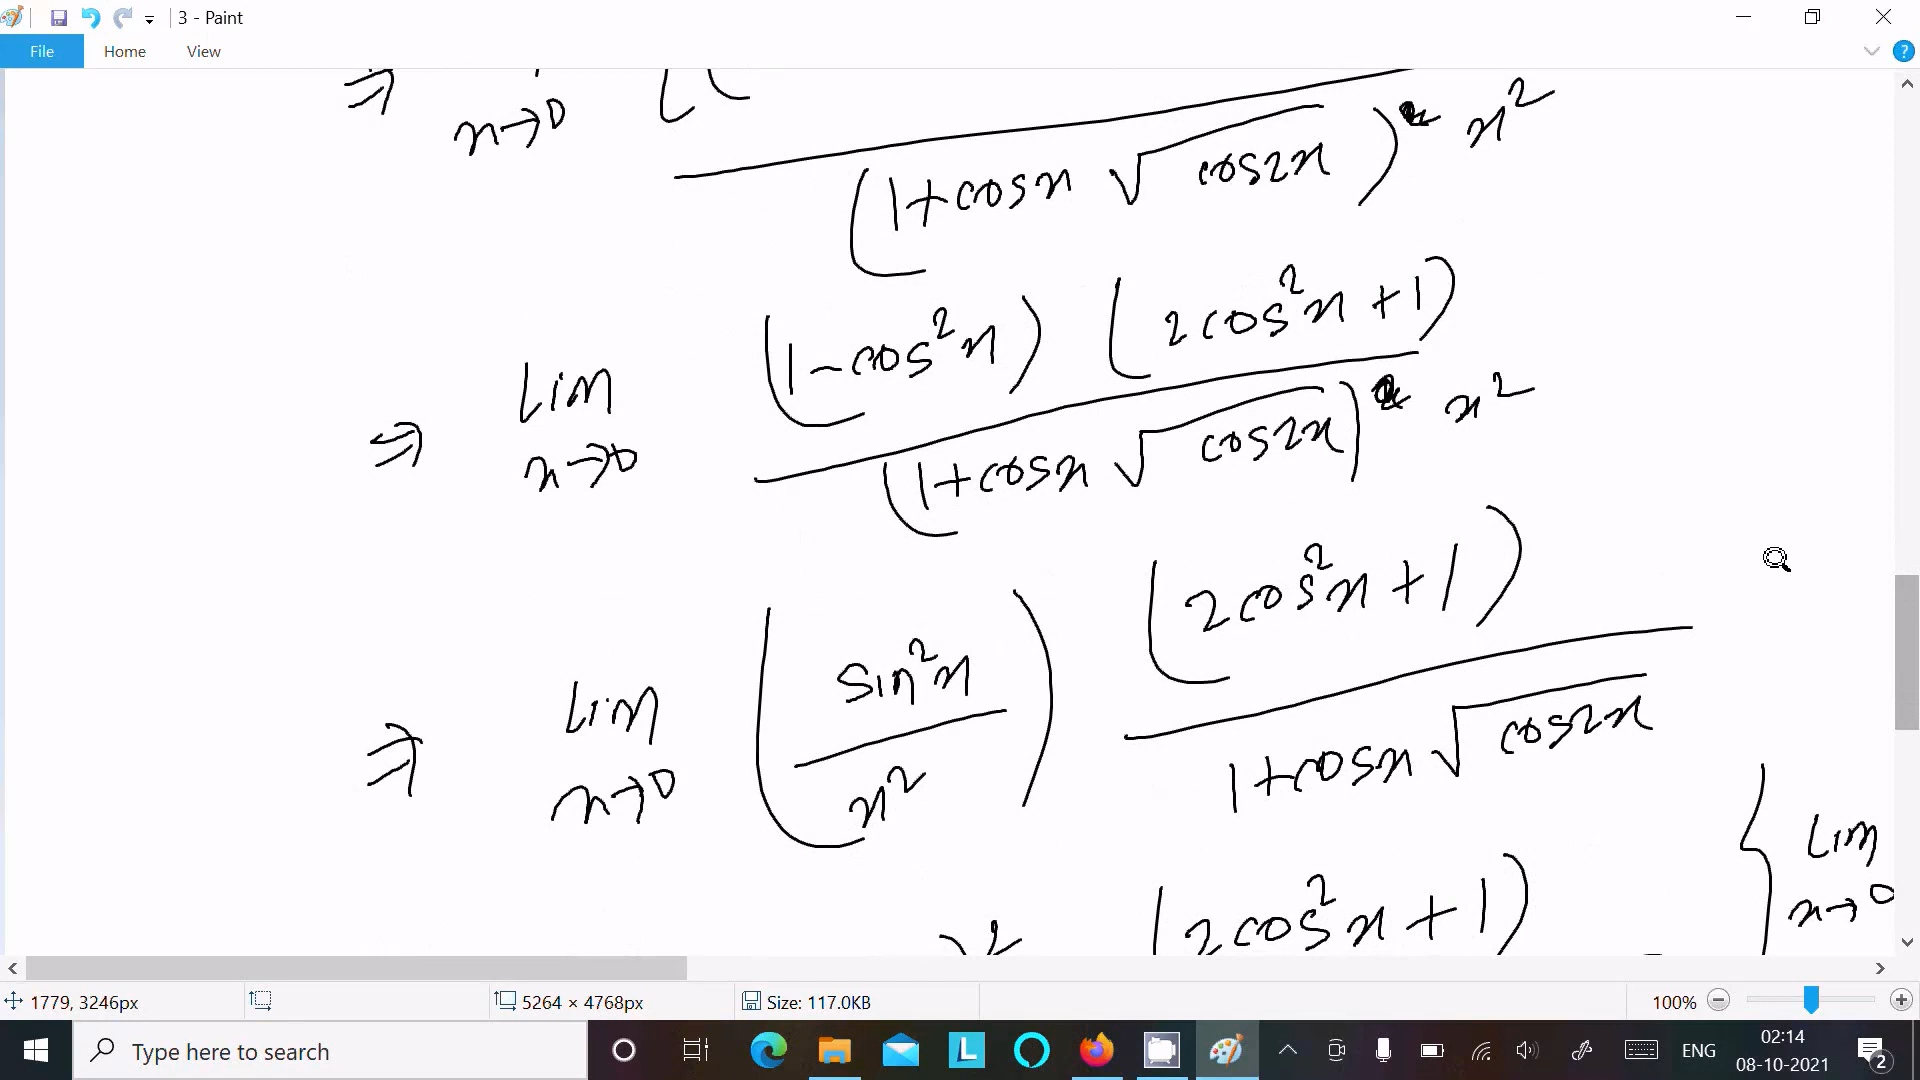 3 - Paint
File Home View
⇒ x→0
(1+cosx √cos2x) x²
⇒ Lim x→0 (1-cos²x) (2cos²x+1)
(1+cosx √cos2x) x²
⇒ Lim x→0 (sin²x / x²) (2cos²x+1)
1+cosx √cos2x
{ Lim x→0
(2cos²x+1)
1779, 3246px 5264 × 4768px Size: 117.0KB 100%
Type here to search
ENG
02:14
08-10-2021
2